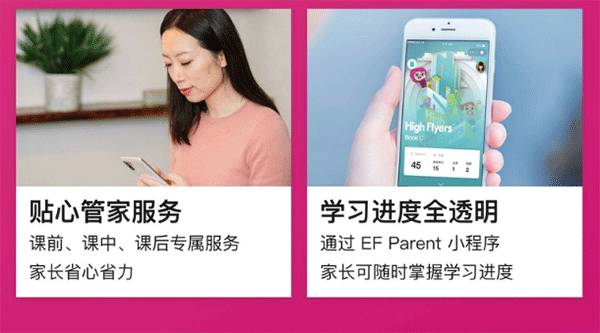 High Flyers
Book C
45
15
1
2
贴心管家服务
课前、课中、课后专属服务
家长省心省力
学习进度全透明
通过 EF Parent 小程序
家长可随时掌握学习进度